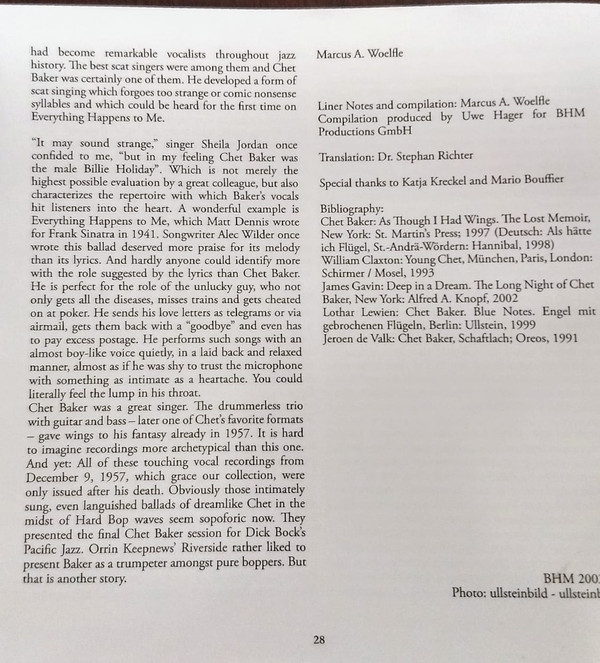 had become remarkable vocalists throughout jazz
history. The best scat singers were among them and Chet
Baker was certainly one of them. He developed a form of
scat singing which forgoes too strange or comic nonsense
syllables and which could be heard for the first time on
Everything Happens to Me.
"It may sound strange," singer Sheila Jordan once
confided to me, "but in my feeling Chet Baker was
the male Billie Holiday". Which is not merely the
highest possible evaluation by a great colleague, but also
characterizes the repertoire with which Baker's vocals
hit listeners into the heart. A wonderful example is
Everything Happens to Me, which Matt Dennis wrote
for Frank Sinatra in 1941. Songwriter Alec Wilder once
wrote this ballad deserved more praise for its melody
than its lyrics. And hardly anyone could identify more
with the role suggested by the lyrics than Chet Baker.
He is perfect for the role of the unlucky guy, who not
only gets all the diseases, misses trains and gets cheated
on at poker. He sends his love letters as telegrams or via
airmail, gets them back with a "goodbye" and even has
to pay excess postage. He performs such songs with an
almost boy-like voice quietly, in a laid back and relaxed
manner, almost as if he was shy to trust the microphone
with something as intimate as a heartache. You could
literally feel the lump in his throat.
Chet Baker was a great singer. The drummerless trio
with guitar and bass – later one of Chet's favorite formats
– gave wings to his fantasy already in 1957. It is hard
to imagine recordings more archetypical than this one.
And yet: All of these touching vocal recordings from
December 9, 1957, which grace our collection, were
only issued after his death. Obviously those intimately
sung, even languished ballads of dreamlike Chet in the
midst of Hard Bop waves seem sopoforic now. They
presented the final Chet Baker session for Dick Bock's
Pacific Jazz. Orrin Keepnews' Riverside rather liked to
present Baker as a trumpeter amongst pure boppers. But
that is another story.
Marcus A. Woelfle
Liner Notes and compilation: Marcus A. Woelfle
Compilation produced by Uwe Hager for BHM
Productions GmbH
Translation: Dr. Stephan Richter
Special thanks to Katja Kreckel and Mario Bouffier
Bibliography:
Chet Baker: As Though I Had Wings. The Lost Memoir,
New York: St. Martin's Press; 1997 (Deutsch: Als hätte
ich Flügel, St.-Andrä-Wördern: Hannibal, 1998)
William Claxton: Young Chet, München, Paris, London:
Schirmer / Mosel, 1993
James Gavin: Deep in a Dream. The Long Night of Chet
Baker, New York: Alfred A. Knopf, 2002
Lothar Lewien: Chet Baker. Blue Notes. Engel mit
gebrochenen Flügeln, Berlin: Ullstein, 1999
Jeroen de Valk: Chet Baker, Schaftlach; Oreos, 1991
BHM
Photo: ullsteinbild -
28